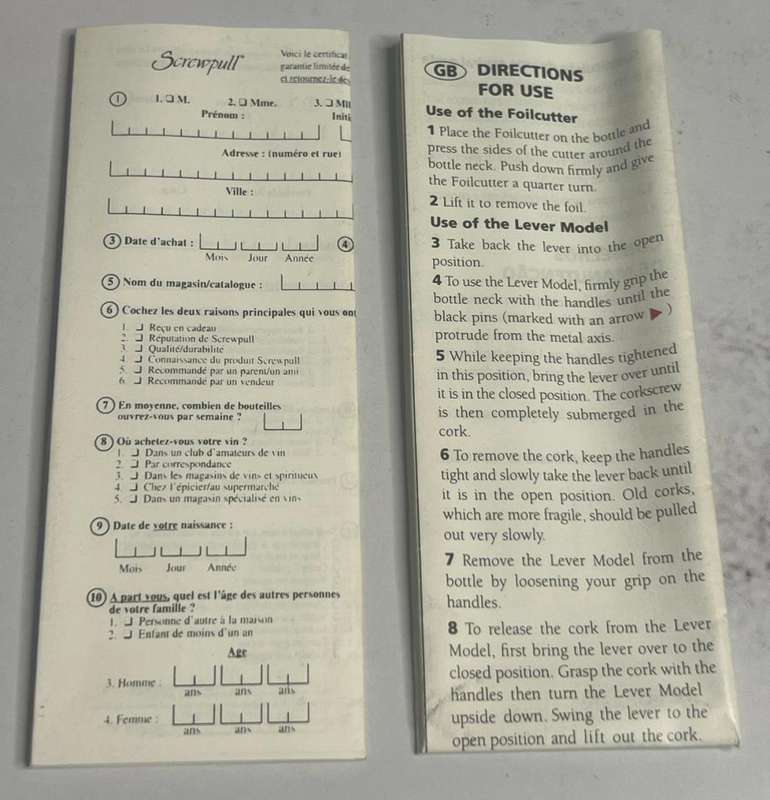 Screwpull
Voici le certificat
garantie limitée de
et retournez-le dès
1 1. ❏ M. 2. ❏ Mme. 3. ❏ Mll
Prénom : Initi
Adresse : (numéro et rue)
Ville :
3 Date d'achat : 4
Mois Jour Année
5 Nom du magasin/catalogue :
6 Cochez les deux raisons principales qui vous ont
1. ❏ Reçu en cadeau
2. ❏ Réputation de Screwpull
3. ❏ Qualité/durabilité
4. ❏ Connaissance du produit Screwpull
5. ❏ Recommandé par un parent/un ami
6. ❏ Recommandé par un vendeur
7 En moyenne, combien de bouteilles
ouvrez-vous par semaine ?
8 Où achetez-vous votre vin ?
1. ❏ Dans un club d'amateurs de vin
2. ❏ Par correspondance
3. ❏ Dans les magasins de vins et spiritueux
4. ❏ Chez l'épicier/au supermarché
5. ❏ Dans un magasin spécialisé en vins
9 Date de votre naissance :
Mois Jour Année
10 A part vous, quel est l'âge des autres personnes
de votre famille ?
1. ❏ Personne d'autre à la maison
2. ❏ Enfant de moins d'un an
Age
3. Homme :
ans ans ans
4. Femme :
ans ans ans
GB DIRECTIONS
FOR USE
Use of the Foilcutter
1 Place the Foilcutter on the bottle and
press the sides of the cutter around the
bottle neck. Push down firmly and give
the Foilcutter a quarter turn.
2 Lift it to remove the foil.
Use of the Lever Model
3 Take back the lever into the open
position.
4 To use the Lever Model, firmly grip the
bottle neck with the handles until the
black pins (marked with an arrow ▶ )
protrude from the metal axis.
5 While keeping the handles tightened
in this position, bring the lever over until
it is in the closed position. The corkscrew
is then completely submerged in the
cork.
6 To remove the cork, keep the handles
tight and slowly take the lever back until
it is in the open position. Old corks,
which are more fragile, should be pulled
out very slowly.
7 Remove the Lever Model from the
bottle by loosening your grip on the
handles.
8 To release the cork from the Lever
Model, first bring the lever over to the
closed position. Grasp the cork with the
handles then turn the Lever Model
upside down. Swing the lever to the
open position and lift out the cork.